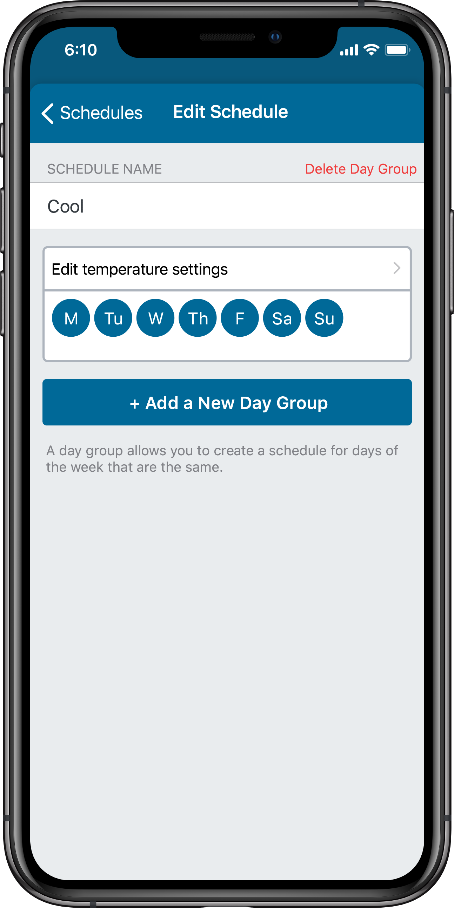 6:10
Schedules
Edit Schedule
SCHEDULE NAME
Delete Day Group
Cool
Edit temperature settings
M Tu W Th F Sa Su
+ Add a New Day Group
A day group allows you to create a schedule for days of
the week that are the same.